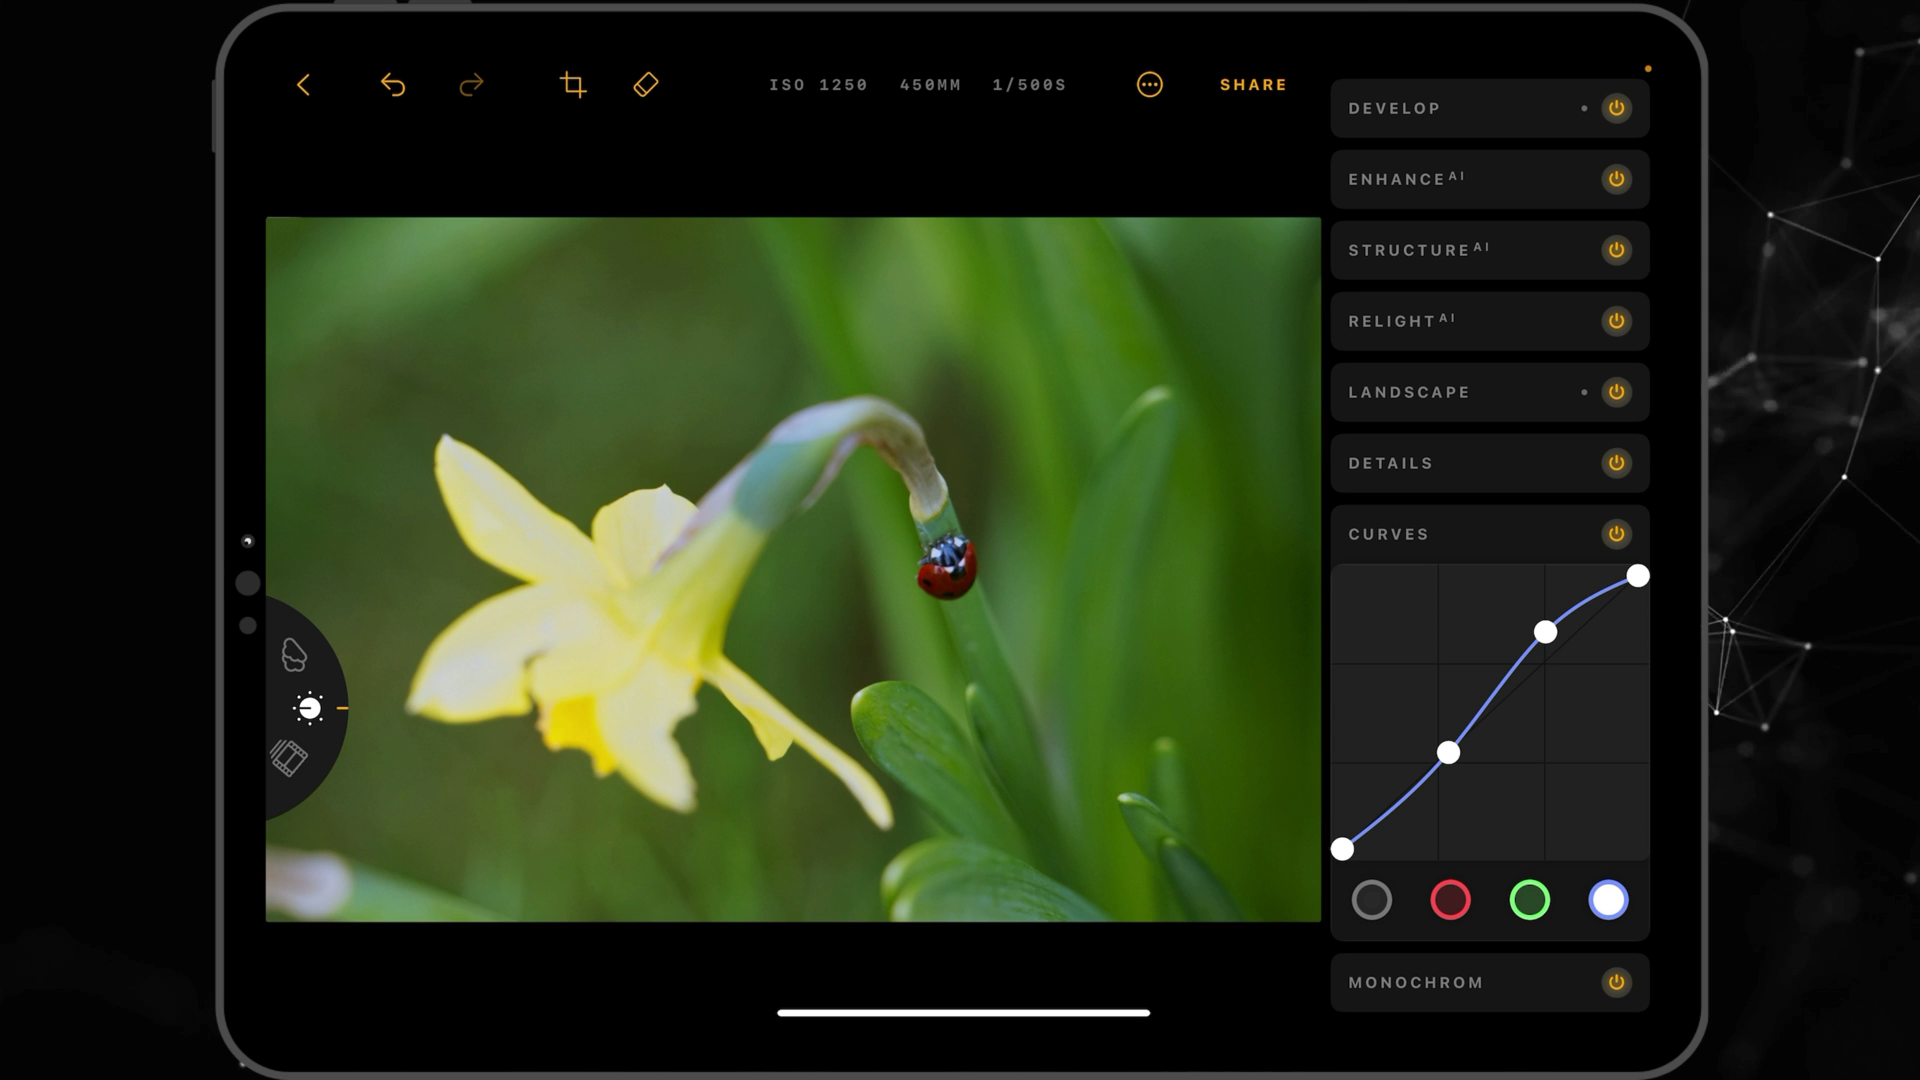 ISO 1250 450MM 1/500S SHARE
DEVELOP
ENHANCE AI
STRUCTURE AI
RELIGHT AI
LANDSCAPE
DETAILS
CURVES
MONOCHROM